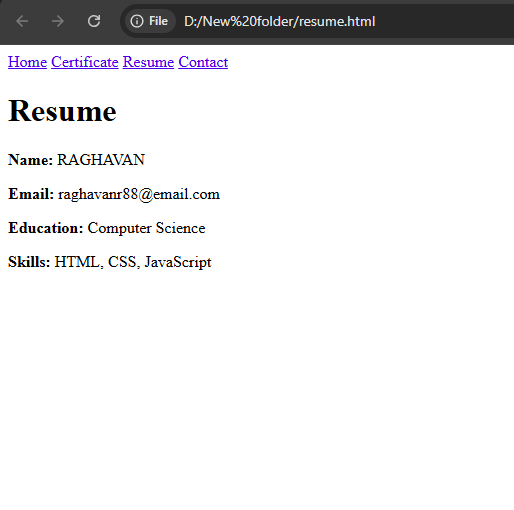 File D:/New%20folder/resume.html
Home Certificate Resume Contact
Resume
Name: RAGHAVAN
Email: raghavanr88@email.com
Education: Computer Science
Skills: HTML, CSS, JavaScript